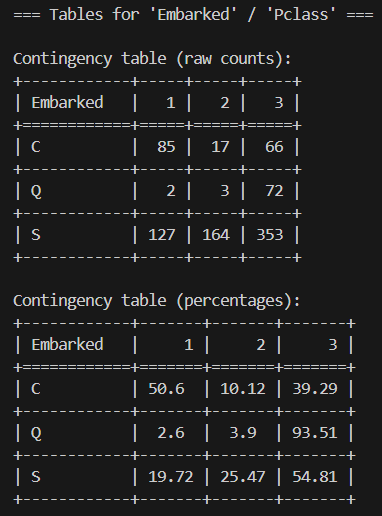 === Tables for 'Embarked' / 'Pclass' ===

Contingency table (raw counts):
+------------+-----+-----+-----+
| Embarked   |   1 |   2 |   3 |
+============+=====+=====+=====+
| C          |  85 |  17 |  66 |
+------------+-----+-----+-----+
| Q          |   2 |   3 |  72 |
+------------+-----+-----+-----+
| S          | 127 | 164 | 353 |
+------------+-----+-----+-----+

Contingency table (percentages):
+------------+-------+-------+-------+
| Embarked   |     1 |     2 |     3 |
+============+=======+=======+=======+
| C          | 50.6  | 10.12 | 39.29 |
+------------+-------+-------+-------+
| Q          |  2.6  |  3.9  | 93.51 |
+------------+-------+-------+-------+
| S          | 19.72 | 25.47 | 54.81 |
+------------+-------+-------+-------+